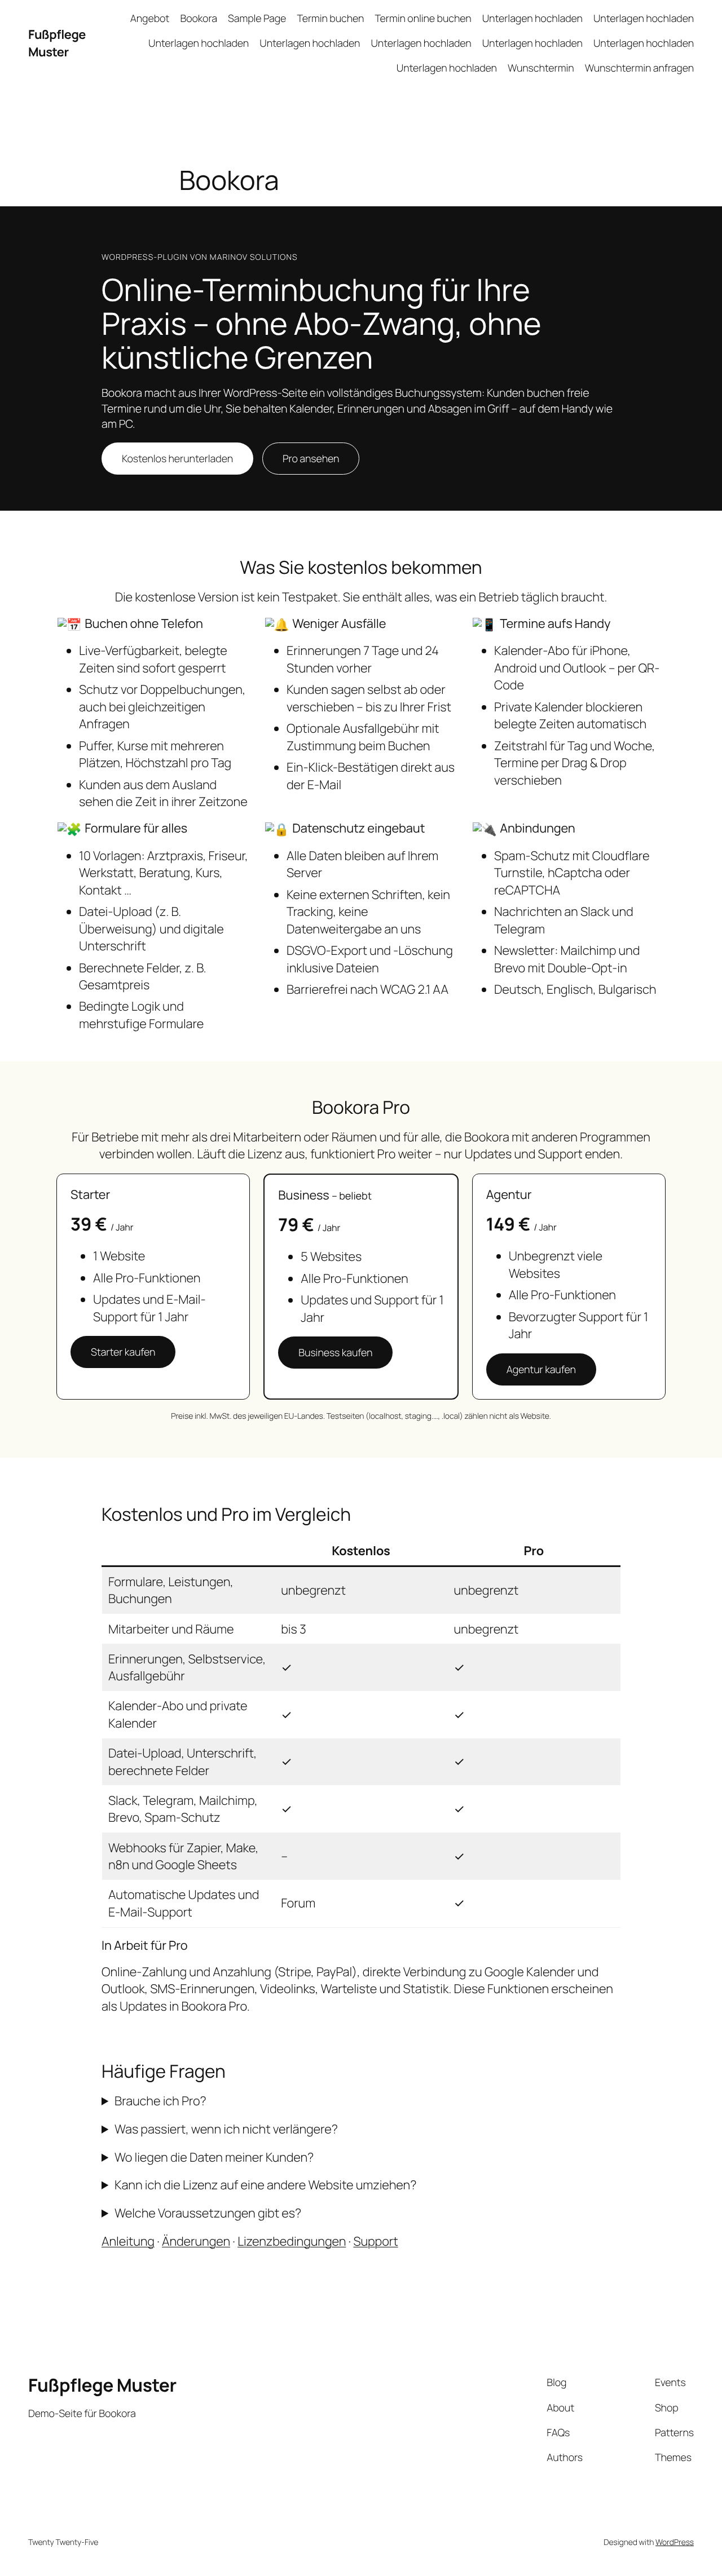 Fußpflege
Muster
Angebot Bookora Sample Page Termin buchen Termin online buchen Unterlagen hochladen Unterlagen hochladen
Unterlagen hochladen Unterlagen hochladen Unterlagen hochladen Unterlagen hochladen Unterlagen hochladen
Unterlagen hochladen Wunschtermin Wunschtermin anfragen
Bookora
WORDPRESS-PLUGIN VON MARINOV SOLUTIONS
Online-Terminbuchung für Ihre
Praxis – ohne Abo-Zwang, ohne
künstliche Grenzen
Bookora macht aus Ihrer WordPress-Seite ein vollständiges Buchungssystem: Kunden buchen freie
Termine rund um die Uhr, Sie behalten Kalender, Erinnerungen und Absagen im Griff – auf dem Handy wie
am PC.
Kostenlos herunterladen
Pro ansehen
Was Sie kostenlos bekommen
Die kostenlose Version ist kein Testpaket. Sie enthält alles, was ein Betrieb täglich braucht.
📅 Buchen ohne Telefon
Live-Verfügbarkeit, belegte
Zeiten sind sofort gesperrt
Schutz vor Doppelbuchungen,
auch bei gleichzeitigen
Anfragen
Puffer, Kurse mit mehreren
Plätzen, Höchstzahl pro Tag
Kunden aus dem Ausland
sehen die Zeit in ihrer Zeitzone
🔔 Weniger Ausfälle
Erinnerungen 7 Tage und 24
Stunden vorher
Kunden sagen selbst ab oder
verschieben – bis zu Ihrer Frist
Optionale Ausfallgebühr mit
Zustimmung beim Buchen
Ein-Klick-Bestätigen direkt aus
der E-Mail
📱 Termine aufs Handy
Kalender-Abo für iPhone,
Android und Outlook – per QR-
Code
Private Kalender blockieren
belegte Zeiten automatisch
Zeitstrahl für Tag und Woche,
Termine per Drag & Drop
verschieben
🧩 Formulare für alles
10 Vorlagen: Arztpraxis, Friseur,
Werkstatt, Beratung, Kurs,
Kontakt …
Datei-Upload (z. B.
Überweisung) und digitale
Unterschrift
Berechnete Felder, z. B.
Gesamtpreis
Bedingte Logik und
mehrstufige Formulare
🔒 Datenschutz eingebaut
Alle Daten bleiben auf Ihrem
Server
Keine externen Schriften, kein
Tracking, keine
Datenweitergabe an uns
DSGVO-Export und -Löschung
inklusive Dateien
Barrierefrei nach WCAG 2.1 AA
🔌 Anbindungen
Spam-Schutz mit Cloudflare
Turnstile, hCaptcha oder
reCAPTCHA
Nachrichten an Slack und
Telegram
Newsletter: Mailchimp und
Brevo mit Double-Opt-in
Deutsch, Englisch, Bulgarisch
Bookora Pro
Für Betriebe mit mehr als drei Mitarbeitern oder Räumen und für alle, die Bookora mit anderen Programmen
verbinden wollen. Läuft die Lizenz aus, funktioniert Pro weiter – nur Updates und Support enden.
Starter
39 € / Jahr
1 Website
Alle Pro-Funktionen
Updates und E-Mail-
Support für 1 Jahr
Starter kaufen
Business – beliebt
79 € / Jahr
5 Websites
Alle Pro-Funktionen
Updates und Support für 1
Jahr
Business kaufen
Agentur
149 € / Jahr
Unbegrenzt viele
Websites
Alle Pro-Funktionen
Bevorzugter Support für 1
Jahr
Agentur kaufen
Preise inkl. MwSt. des jeweiligen EU-Landes. Testseiten (localhost, staging…, .local) zählen nicht als Website.
Kostenlos und Pro im Vergleich
Kostenlos Pro
Formulare, Leistungen,
Buchungen
unbegrenzt unbegrenzt
Mitarbeiter und Räume bis 3 unbegrenzt
Erinnerungen, Selbstservice,
Ausfallgebühr
✓ ✓
Kalender-Abo und private
Kalender
✓ ✓
Datei-Upload, Unterschrift,
berechnete Felder
✓ ✓
Slack, Telegram, Mailchimp,
Brevo, Spam-Schutz
✓ ✓
Webhooks für Zapier, Make,
n8n und Google Sheets
– ✓
Automatische Updates und
E-Mail-Support
Forum ✓
In Arbeit für Pro
Online-Zahlung und Anzahlung (Stripe, PayPal), direkte Verbindung zu Google Kalender und
Outlook, SMS-Erinnerungen, Videolinks, Warteliste und Statistik. Diese Funktionen erscheinen
als Updates in Bookora Pro.
Häufige Fragen
Brauche ich Pro?
Was passiert, wenn ich nicht verlängere?
Wo liegen die Daten meiner Kunden?
Kann ich die Lizenz auf eine andere Website umziehen?
Welche Voraussetzungen gibt es?
Anleitung · Änderungen · Lizenzbedingungen · Support
Fußpflege Muster
Demo-Seite für Bookora
Blog
About
FAQs
Authors
Events
Shop
Patterns
Themes
Twenty Twenty-Five
Designed with WordPress